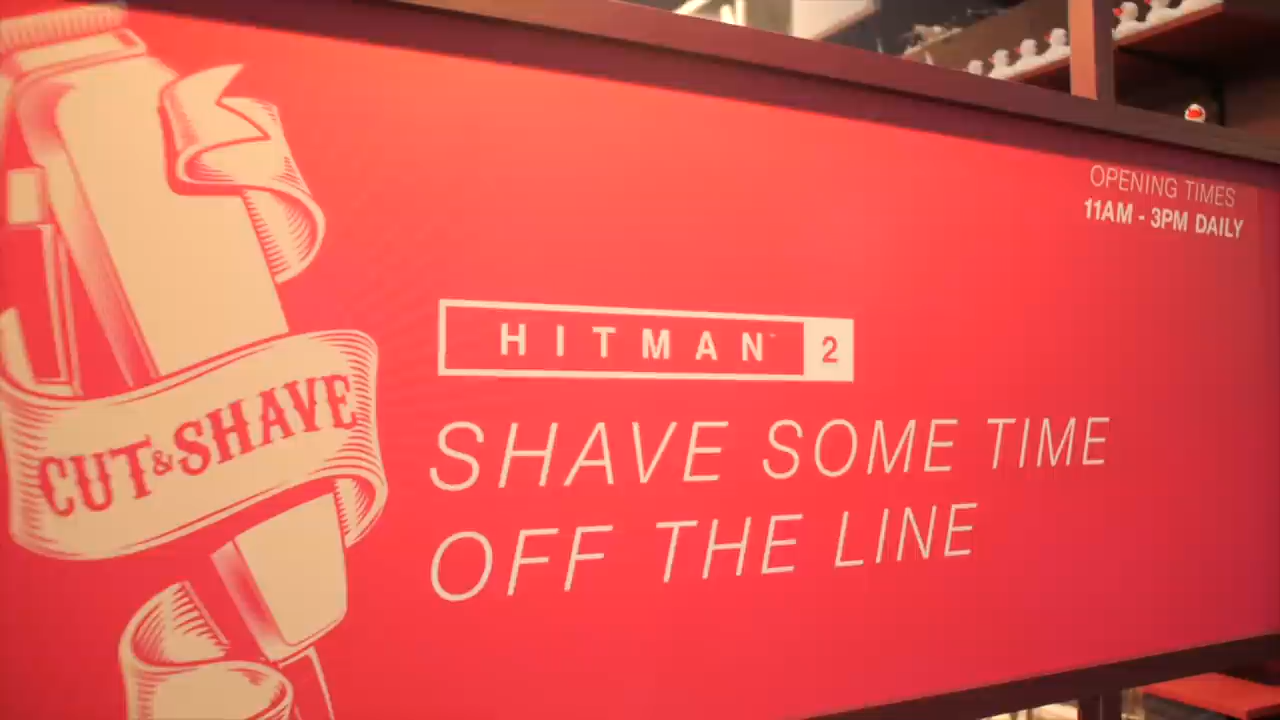 OPENING TIMES
11AM - 3PM DAILY
HITMAN™ 2
CUT & SHAVE
SHAVE SOME TIME
OFF THE LINE